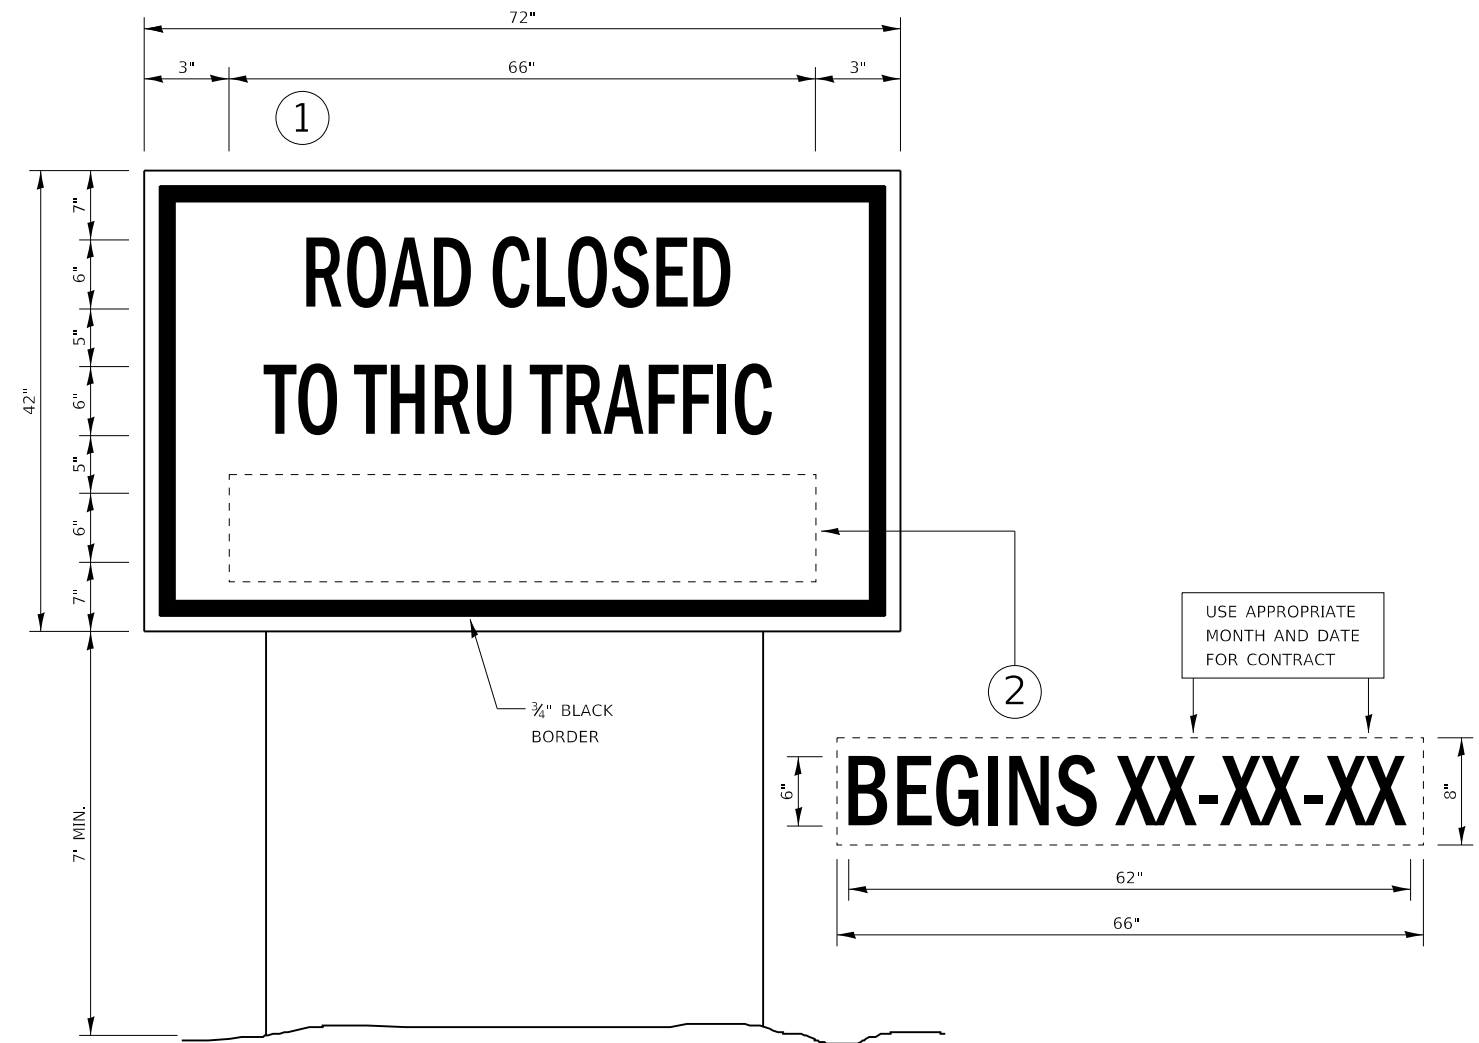 72"
3" 66" 3"
1
7"
6"
5"
6"
5"
6"
7"
42"
ROAD CLOSED
TO THRU TRAFFIC
USE APPROPRIATE
MONTH AND DATE
FOR CONTRACT
2
¾" BLACK
BORDER
7' MIN.
6"
BEGINS XX-XX-XX
8"
62"
66"